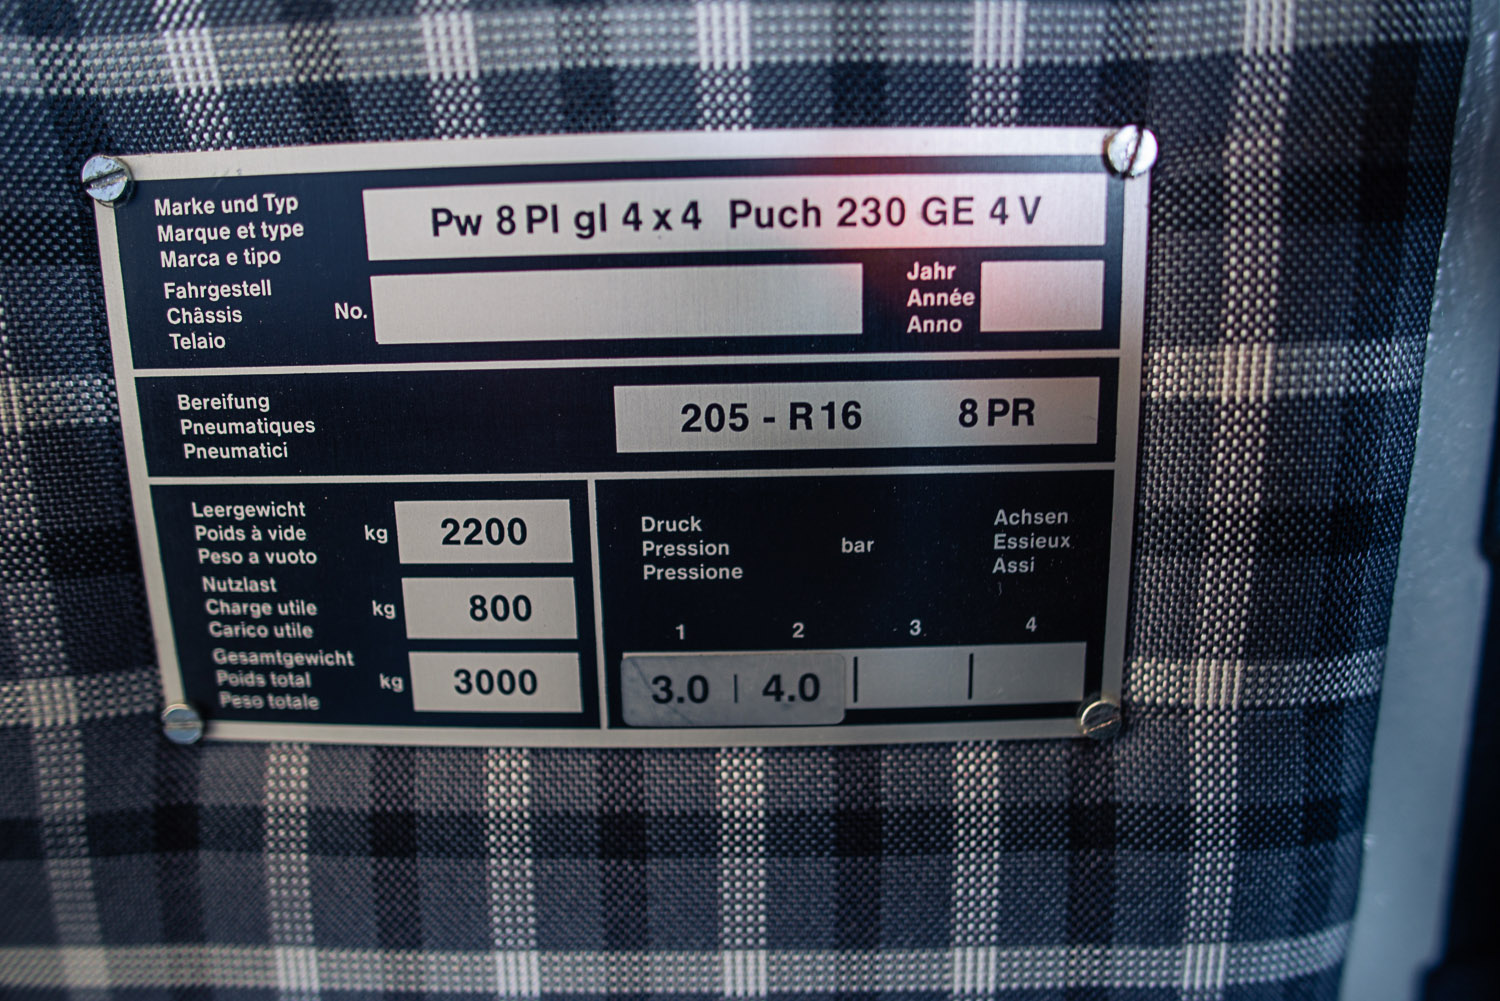 Marke und Typ
Marque et type
Marca e tipo
Pw 8 Pl gl 4 x 4 Puch 230 GE 4 V
Fahrgestell
Châssis
Telaio
No.
Jahr
Année
Anno
Bereifung
Pneumatiques
Pneumatici
205 - R 16 8 PR
Leergewicht
Poids à vide
Peso a vuoto
kg
2200
Nutzlast
Charge utile
Carico utile
kg
800
Gesamtgewicht
Poids total
Peso totale
kg
3000
Druck
Pression
Pressione
bar
Achsen
Essieux
Assi
1 2 3 4
3.0 | 4.0